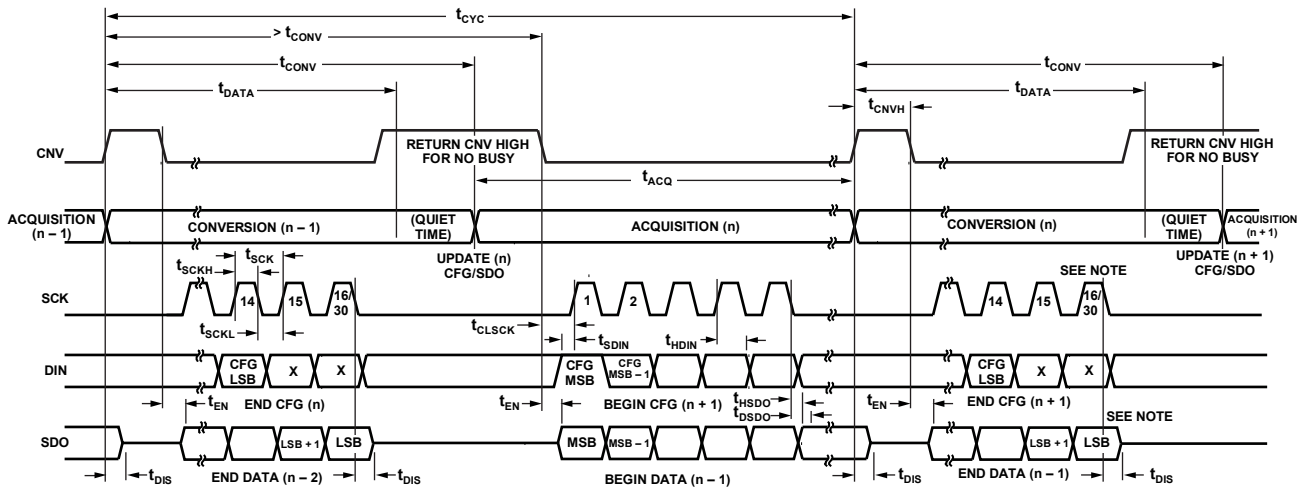 tCYC
> tCONV
tCONV
tCONV
tDATA
tDATA
tCNVH
CNV
RETURN CNV HIGH
FOR NO BUSY
RETURN CNV HIGH
FOR NO BUSY
tACQ
ACQUISITION
(n – 1)
CONVERSION (n – 1)
(QUIET
TIME)
ACQUISITION (n)
CONVERSION (n)
(QUIET
TIME)
ACQUISITION
(n + 1)
UPDATE (n)
CFG/SDO
UPDATE (n + 1)
CFG/SDO
tSCK
tSCKH
SEE NOTE
SCK
14
15
16/
30
1
2
14
15
16/
30
tSCKL
tCLSCK
tSDIN
tHDIN
DIN
CFG
LSB
X
X
CFG
MSB
CFG
MSB – 1
CFG
LSB
X
X
tEN
END CFG (n)
tEN
BEGIN CFG (n + 1)
tHSDO
tDSDO
tEN
END CFG (n + 1)
SEE NOTE
SDO
LSB + 1
LSB
MSB
MSB – 1
LSB + 1
LSB
tDIS
END DATA (n – 2)
tDIS
BEGIN DATA (n – 1)
tDIS
END DATA (n – 1)
tDIS